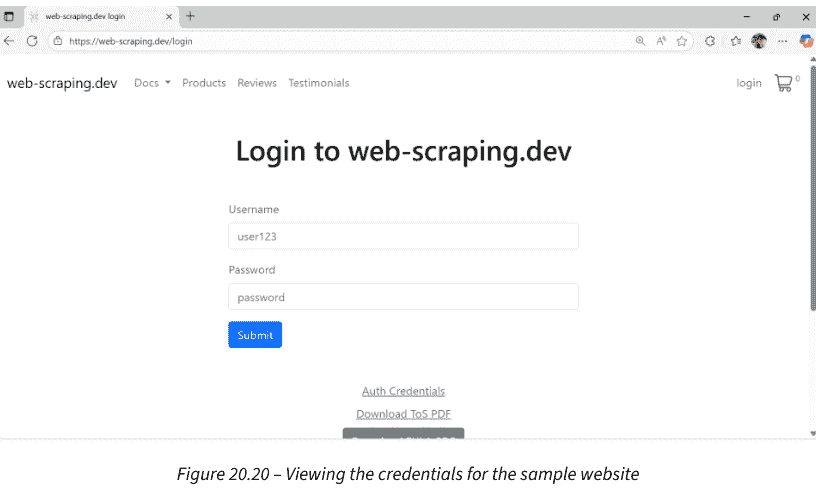 web-scraping.dev login
https://web-scraping.dev/login
web-scraping.dev Docs Products Reviews Testimonials login 0
Login to web-scraping.dev
Username
user123
Password
password
Submit
Auth Credentials
Download ToS PDF
Figure 20.20 – Viewing the credentials for the sample website